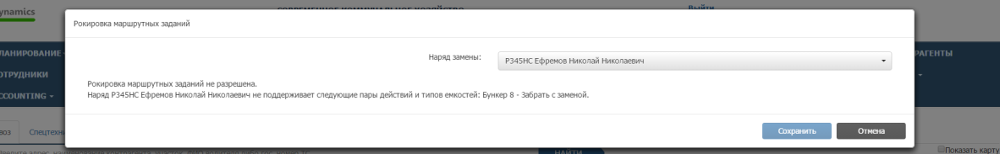 ynamics
СОВРЕМЕННОЕ КОММУНАЛЬНОЕ ХОЗЯЙСТВО
Выйти
Рокировка маршрутных заданий
ЛАНИРОВАНИЕ
РАГЕНТЫ
Наряд замены:
Р345НС Ефремов Николай Николаевич
ОТРУДНИКИ
Рокировка маршрутных заданий не разрешена.
Наряд Р345НС Ефремов Николай Николаевич не поддерживает следующие пары действий и типов емкостей: Бункер 8 - Забрать с заменой.
CCOUNTING
Сохранить
Отмена
воз
Спецтехн
НАЙТИ
Показать карту